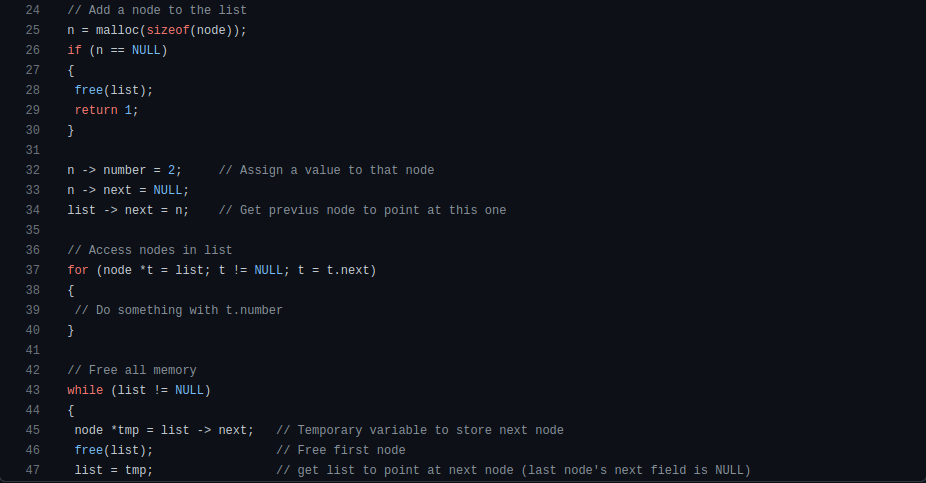 24 // Add a node to the list
25 n = malloc(sizeof(node));
26 if (n == NULL)
27 {
28 free(list);
29 return 1;
30 }
31
32 n -> number = 2; // Assign a value to that node
33 n -> next = NULL;
34 list -> next = n; // Get previus node to point at this one
35
36 // Access nodes in list
37 for (node *t = list; t != NULL; t = t.next)
38 {
39 // Do something with t.number
40 }
41
42 // Free all memory
43 while (list != NULL)
44 {
45 node *tmp = list -> next; // Temporary variable to store next node
46 free(list); // Free first node
47 list = tmp; // get list to point at next node (last node's next field is NULL)